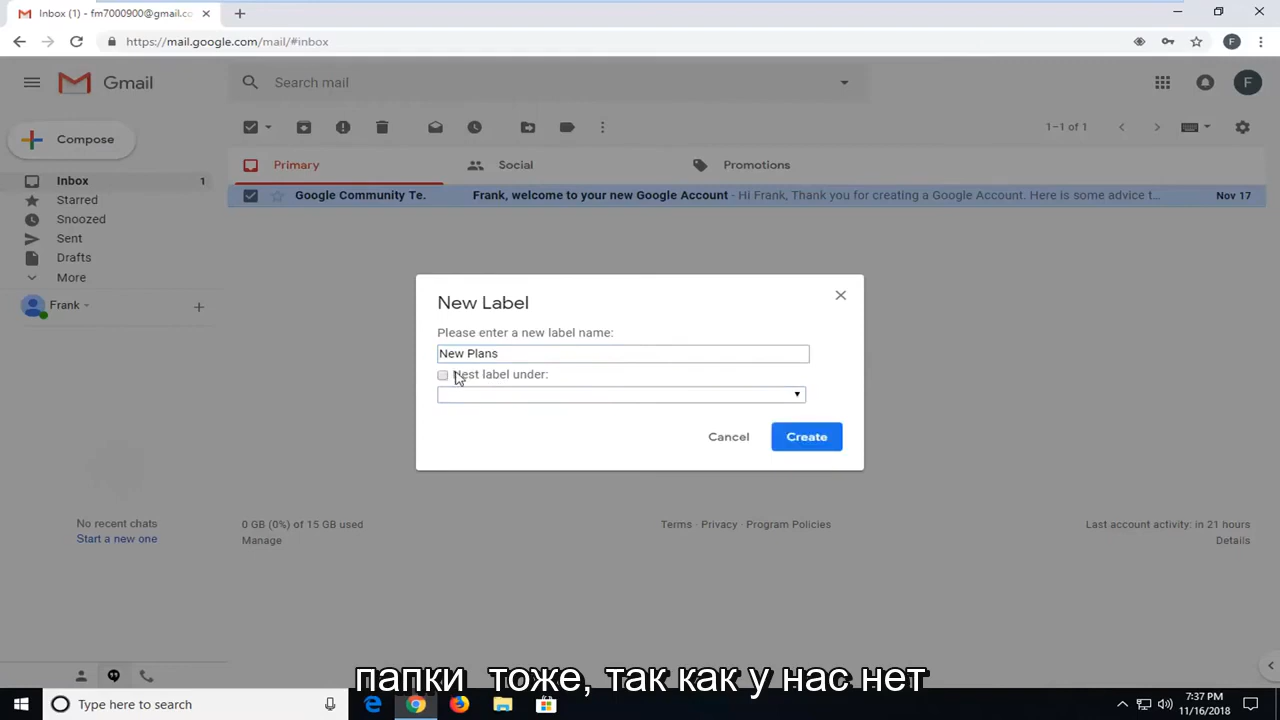 Inbox (1) - fm7000900@gmail.co
https://mail.google.com/mail/#inbox
F
Gmail
Search mail
F
Compose
1–1 of 1
Primary
Social
Promotions
Inbox 1
Google Community Te. Frank, welcome to your new Google Account - Hi Frank, Thank you for creating a Google Account. Here is some advice t... Nov 17
Starred
Snoozed
Sent
Drafts
More
Frank
New Label
Please enter a new label name:
New Plans
Nest label under:
Cancel
Create
No recent chats
Start a new one
0 GB (0%) of 15 GB used
Manage
Terms · Privacy · Program Policies
Last account activity: in 21 hours
Details
папки тоже, так как у нас нет
Type here to search
7:37 PM
11/16/2018